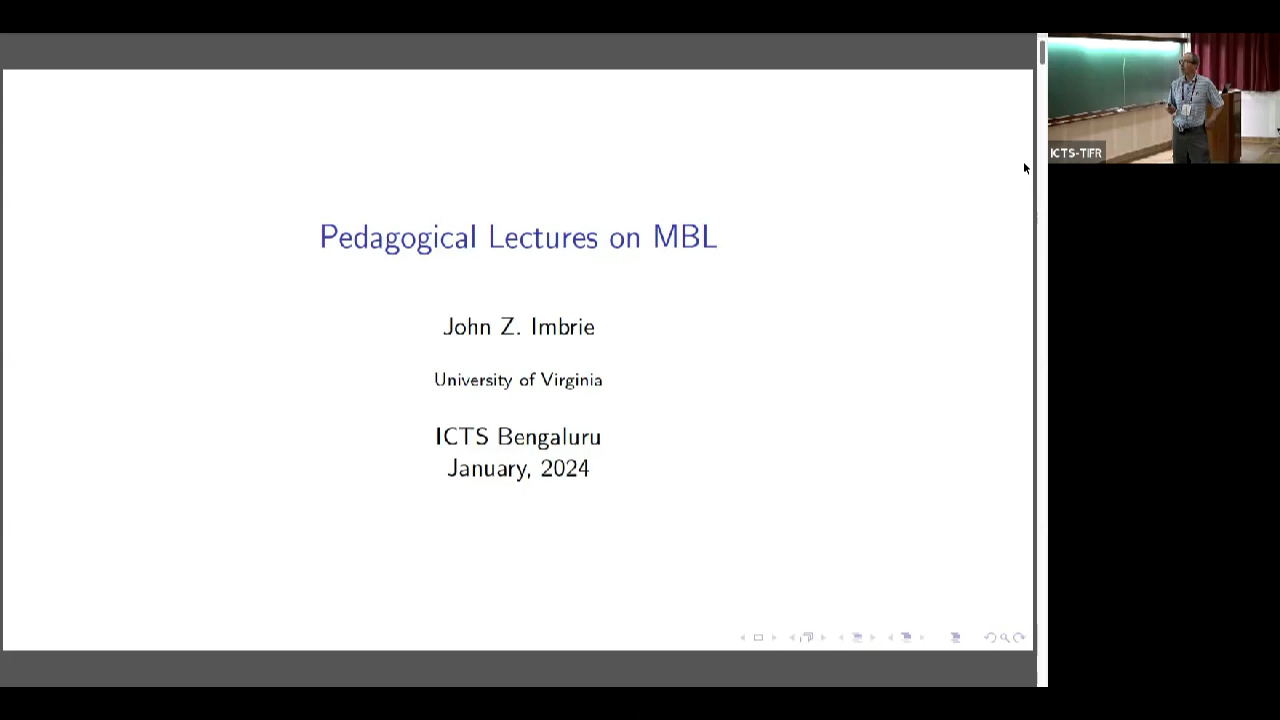 Pedagogical Lectures on MBL
John Z. Imbrie
University of Virginia
ICTS Bengaluru
January, 2024
ICTS-TIFR